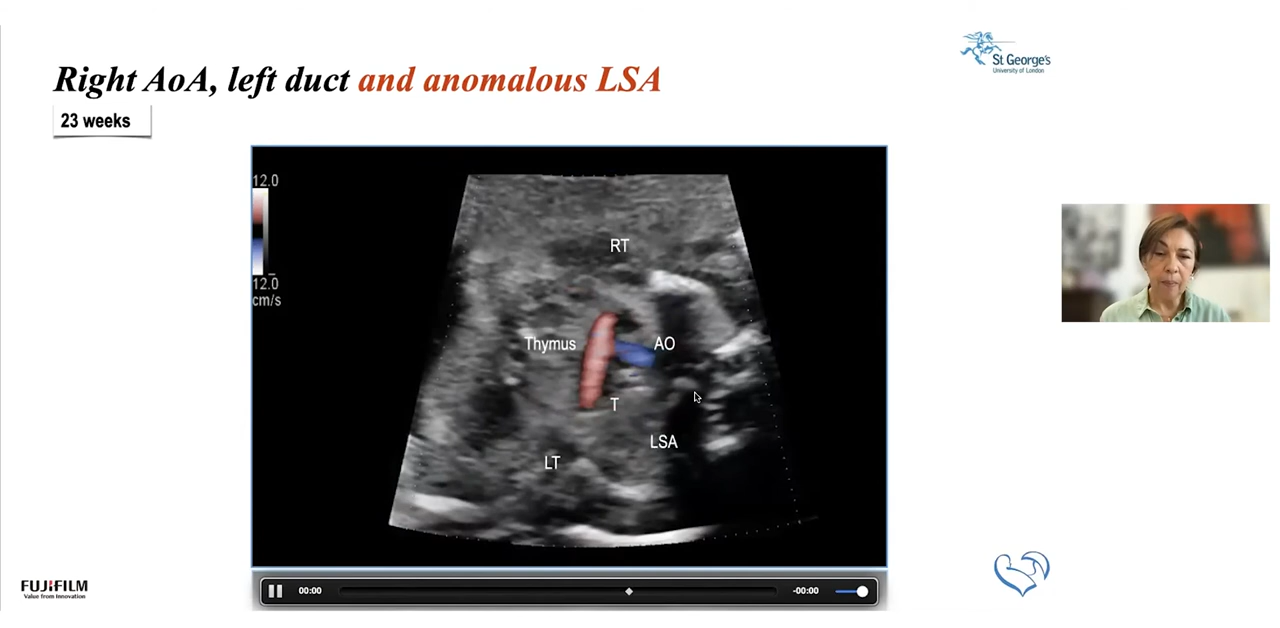 St George's
University of London
Right AoA, left duct and anomalous LSA
23 weeks
12.0
12.0
cm/s
RT
Thymus
AO
T
LSA
LT
FUJIFILM
Value from Innovation
00:00
-00:00